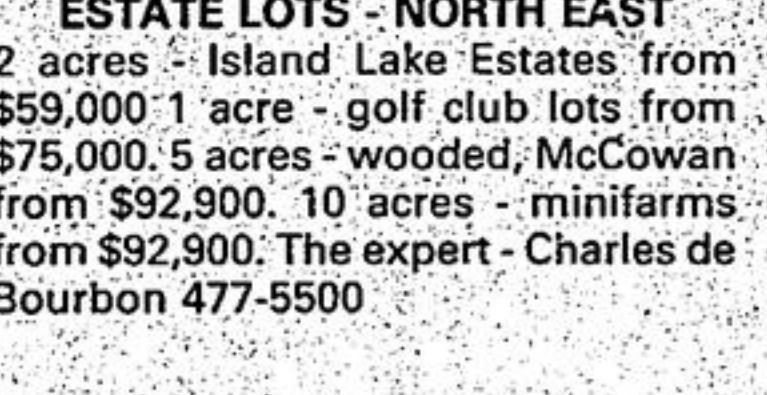 ESTATE LOTS - NORTH EAST
2 acres - Island Lake Estates from
$59,000 1 acre - golf club lots from
$75,000. 5 acres - wooded, McCowan
from $92,900. 10 acres - minifarms
from $92,900. The expert - Charles de
Bourbon 477-5500